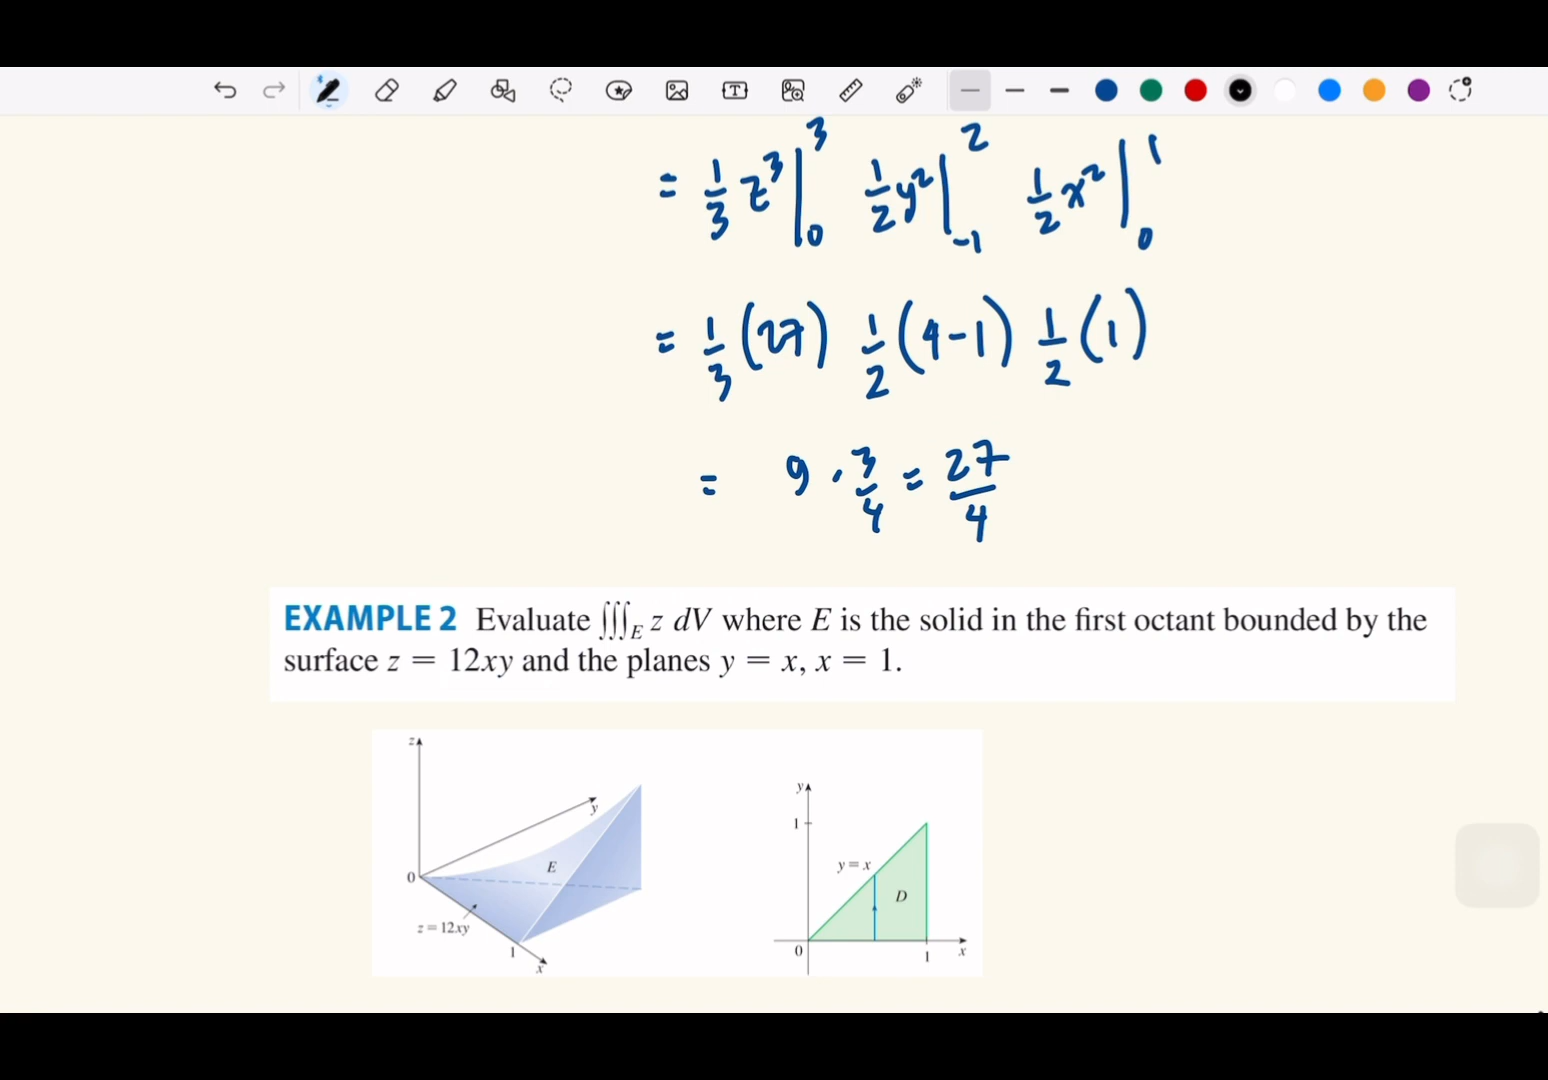 = 1/3 z³ |₀³ 1/2 y² |₋₁² 1/2 x² |₀¹
= 1/3 (27) 1/2 (4-1) 1/2 (1)
= 9 · 3/4 = 27/4
EXAMPLE 2 Evaluate ∭_E z dV where E is the solid in the first octant bounded by the
surface z = 12xy and the planes y = x, x = 1.
z
y
E
0
z = 12xy
1
x
y
1
y = x
D
0
1
x